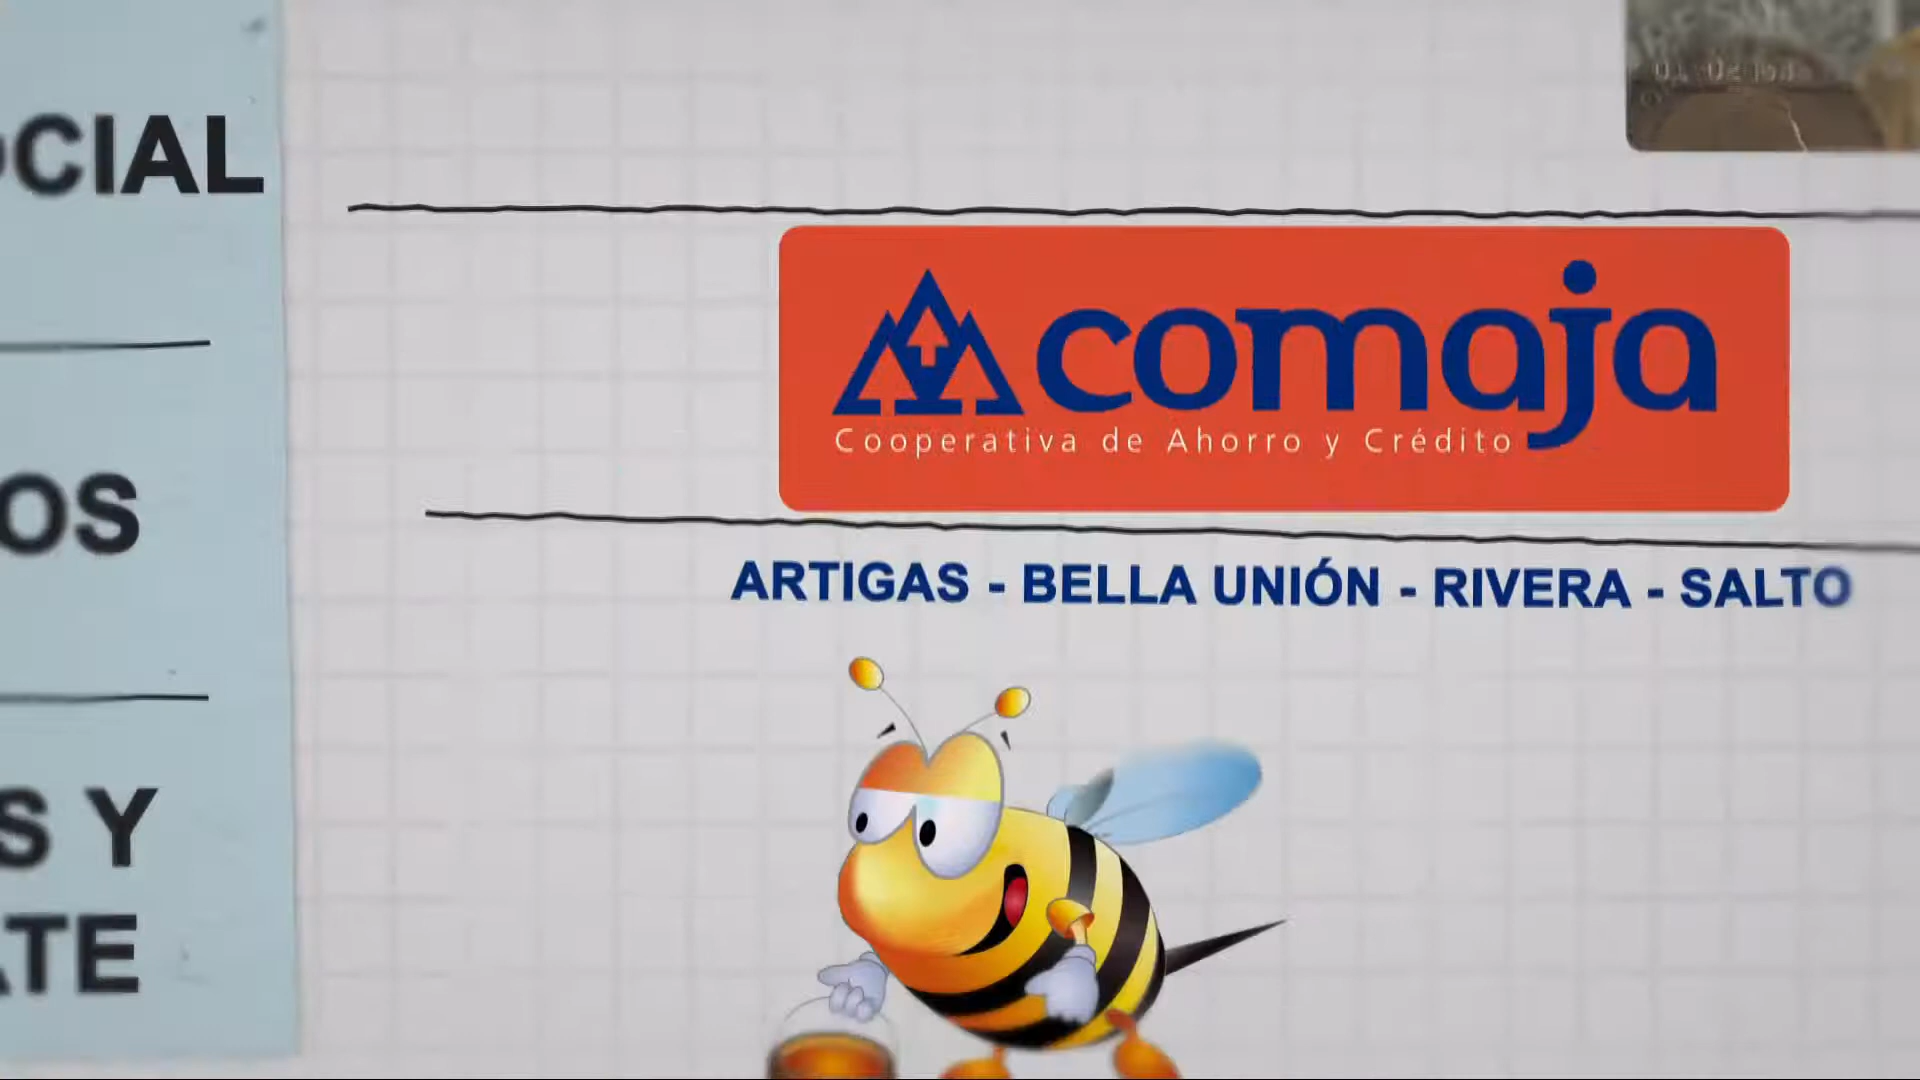 OCIAL
OS
S Y
ATE
comaja
Cooperativa de Ahorro y Crédito
ARTIGAS - BELLA UNIÓN - RIVERA - SALTO